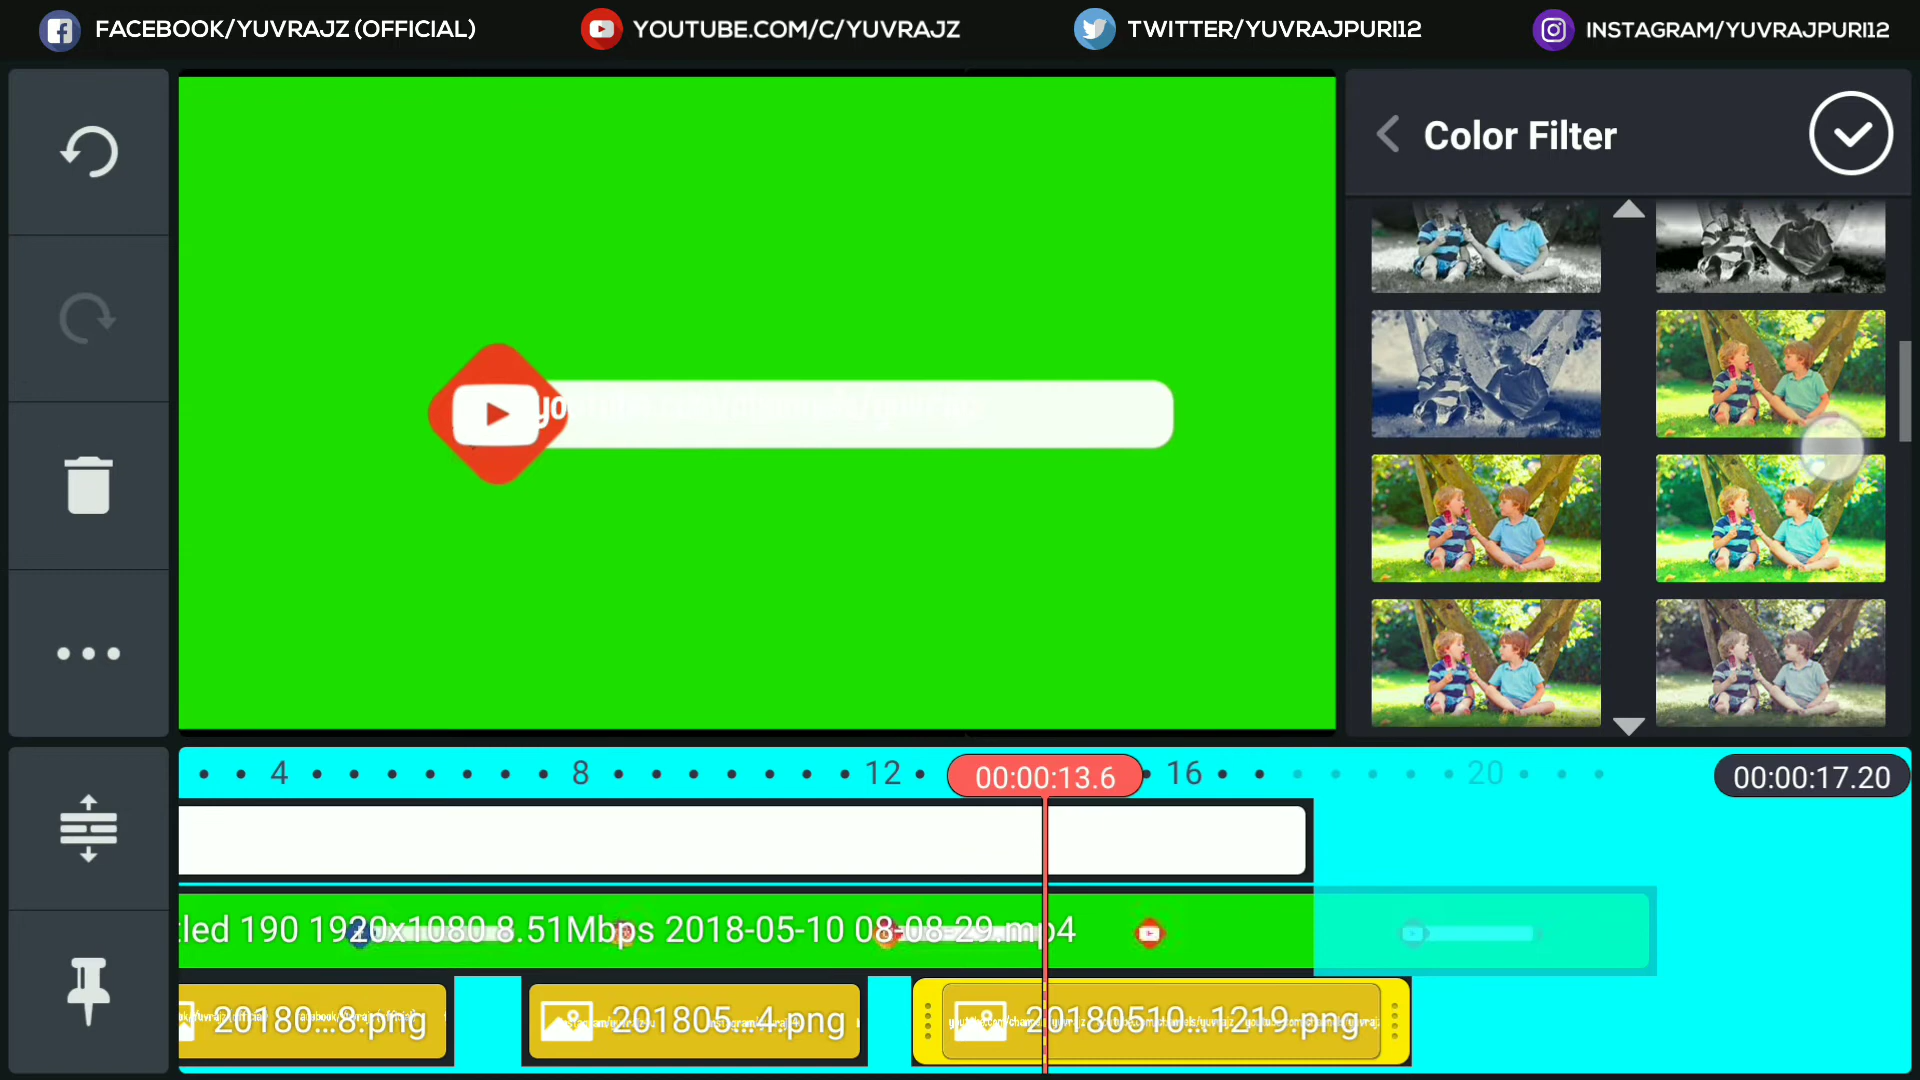 FACEBOOK/YUVRAJZ (OFFICIAL)
YOUTUBE.COM/C/YUVRAJZ
TWITTER/YUVRAJPURI12
INSTAGRAM/YUVRAJPURI12
Color Filter
4
8
12
00:00:13.6
16
20
00:00:17.20
tled 190 1920x1080 8.51Mbps 2018-05-10 08-08-29.mp4
20180...8.png
201805...4.png
20180510...1219.png